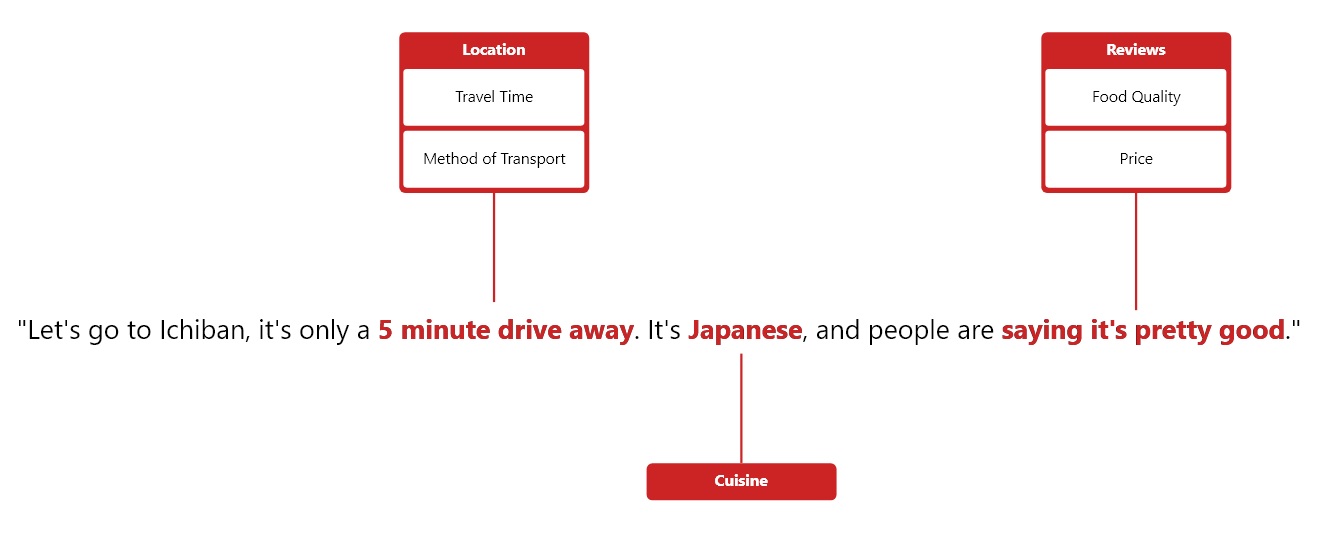 Location
Travel Time
Method of Transport
Reviews
Food Quality
Price
"Let's go to Ichiban, it's only a 5 minute drive away. It's Japanese, and people are saying it's pretty good."
Cuisine